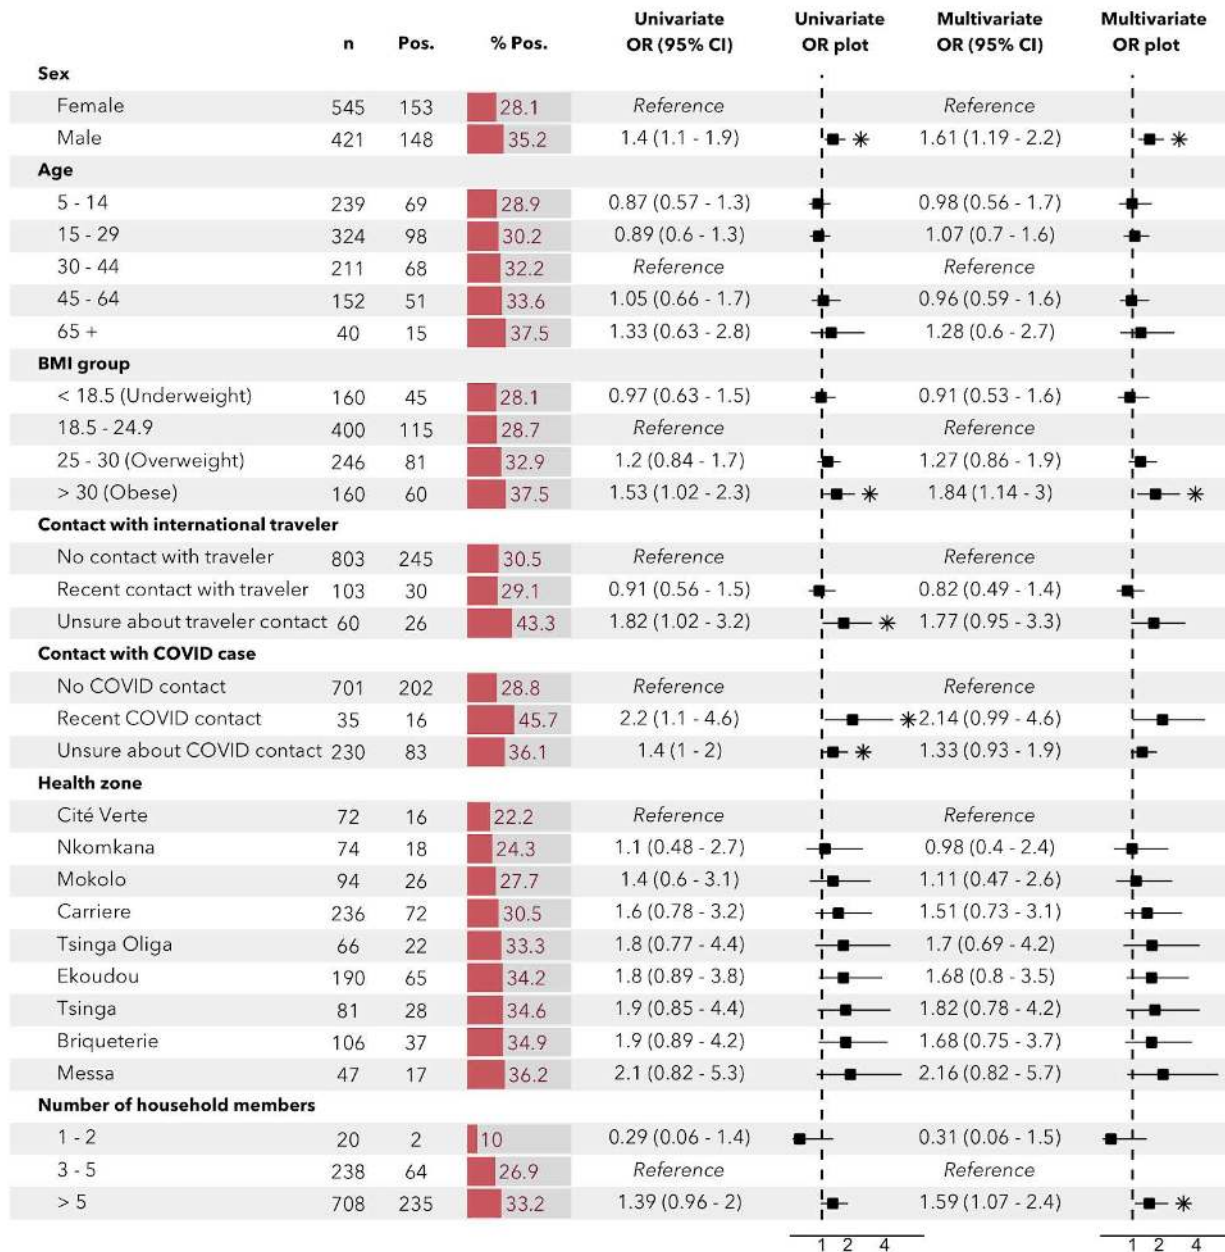 Univariate Univariate Multivariate Multivariate
n Pos. % Pos. OR (95% CI) OR plot OR (95% CI) OR plot
Sex
Female 545 153 28.1 Reference Reference
Male 421 148 35.2 1.4 (1.1 - 1.9) * 1.61 (1.19 - 2.2) *
Age
5 - 14 239 69 28.9 0.87 (0.57 - 1.3) 0.98 (0.56 - 1.7)
15 - 29 324 98 30.2 0.89 (0.6 - 1.3) 1.07 (0.7 - 1.6)
30 - 44 211 68 32.2 Reference Reference
45 - 64 152 51 33.6 1.05 (0.66 - 1.7) 0.96 (0.59 - 1.6)
65 + 40 15 37.5 1.33 (0.63 - 2.8) 1.28 (0.6 - 2.7)
BMI group
< 18.5 (Underweight) 160 45 28.1 0.97 (0.63 - 1.5) 0.91 (0.53 - 1.6)
18.5 - 24.9 400 115 28.7 Reference Reference
25 - 30 (Overweight) 246 81 32.9 1.2 (0.84 - 1.7) 1.27 (0.86 - 1.9)
> 30 (Obese) 160 60 37.5 1.53 (1.02 - 2.3) * 1.84 (1.14 - 3) *
Contact with international traveler
No contact with traveler 803 245 30.5 Reference Reference
Recent contact with traveler 103 30 29.1 0.91 (0.56 - 1.5) 0.82 (0.49 - 1.4)
Unsure about traveler contact 60 26 43.3 1.82 (1.02 - 3.2) * 1.77 (0.95 - 3.3)
Contact with COVID case
No COVID contact 701 202 28.8 Reference Reference
Recent COVID contact 35 16 45.7 2.2 (1.1 - 4.6) * 2.14 (0.99 - 4.6)
Unsure about COVID contact 230 83 36.1 1.4 (1 - 2) * 1.33 (0.93 - 1.9)
Health zone
Cité Verte 72 16 22.2 Reference Reference
Nkomkana 74 18 24.3 1.1 (0.48 - 2.7) 0.98 (0.4 - 2.4)
Mokolo 94 26 27.7 1.4 (0.6 - 3.1) 1.11 (0.47 - 2.6)
Carriere 236 72 30.5 1.6 (0.78 - 3.2) 1.51 (0.73 - 3.1)
Tsinga Oliga 66 22 33.3 1.8 (0.77 - 4.4) 1.7 (0.69 - 4.2)
Ekoudou 190 65 34.2 1.8 (0.89 - 3.8) 1.68 (0.8 - 3.5)
Tsinga 81 28 34.6 1.9 (0.85 - 4.4) 1.82 (0.78 - 4.2)
Briqueterie 106 37 34.9 1.9 (0.89 - 4.2) 1.68 (0.75 - 3.7)
Messa 47 17 36.2 2.1 (0.82 - 5.3) 2.16 (0.82 - 5.7)
Number of household members
1 - 2 20 2 10 0.29 (0.06 - 1.4) 0.31 (0.06 - 1.5)
3 - 5 238 64 26.9 Reference Reference
> 5 708 235 33.2 1.39 (0.96 - 2) 1.59 (1.07 - 2.4) *
1 2 4 1 2 4